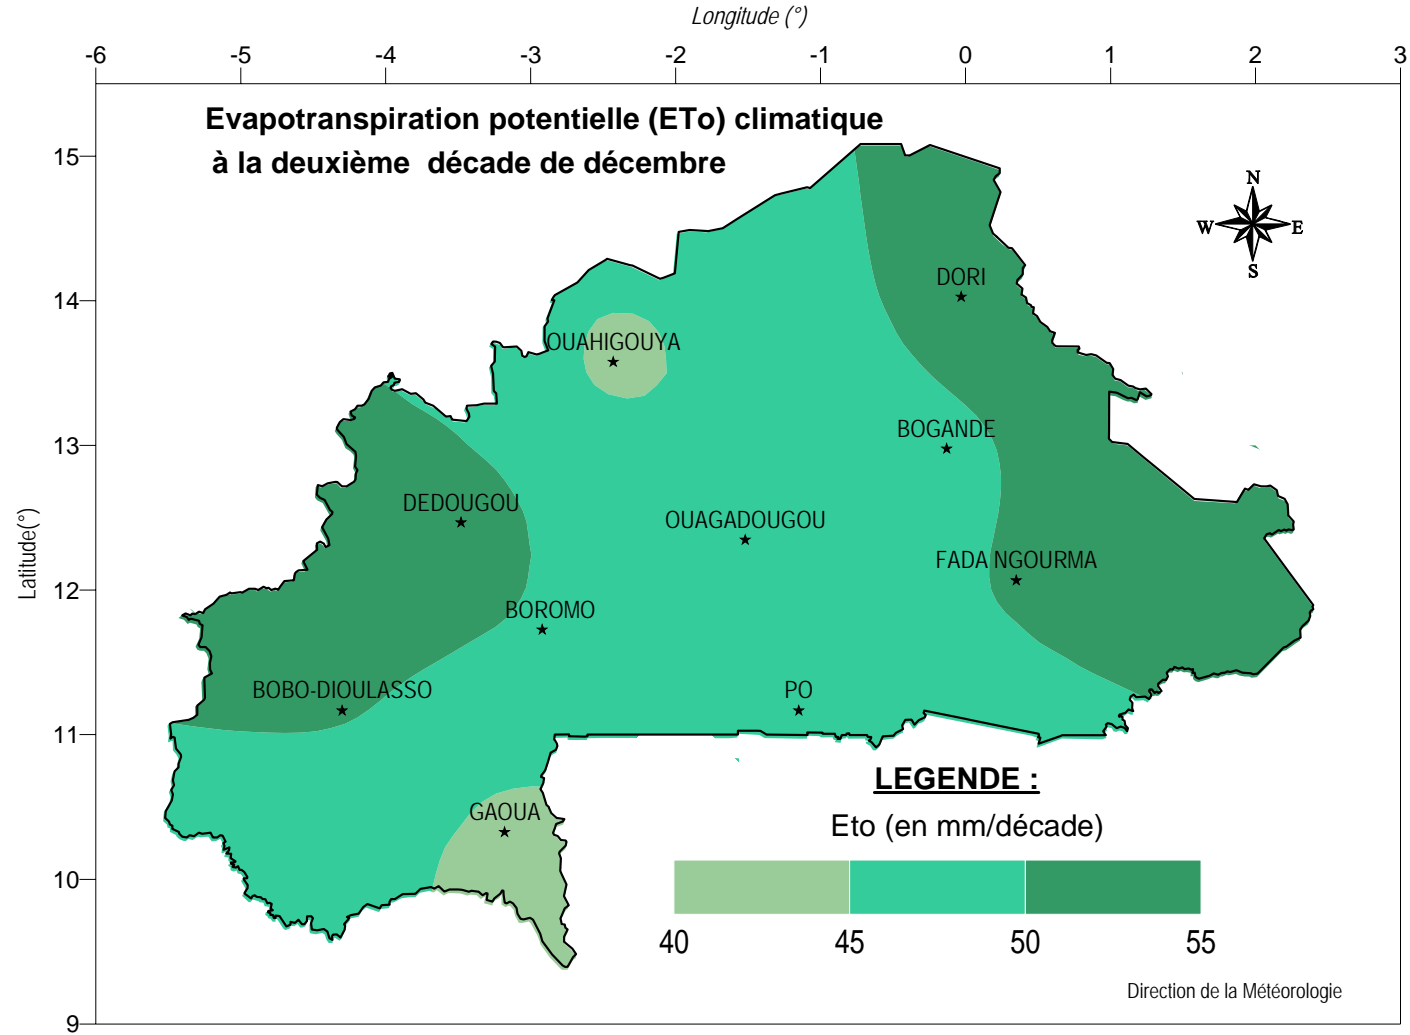 Longitude (°)
-6 -5 -4 -3 -2 -1 0 1 2 3
Evapotranspiration potentielle (ETo) climatique
à la deuxième décade de décembre
15
N
W E
S
DORI
14
OUAHIGOUYA
13
BOGANDE
DEDOUGOU
OUAGADOUGOU
Latitude(°)
FADA NGOURMA
12
BOROMO
BOBO-DIOULASSO
PO
11
LEGENDE :
GAOUA
Eto (en mm/décade)
10
40 45 50 55
Direction de la Météorologie
9